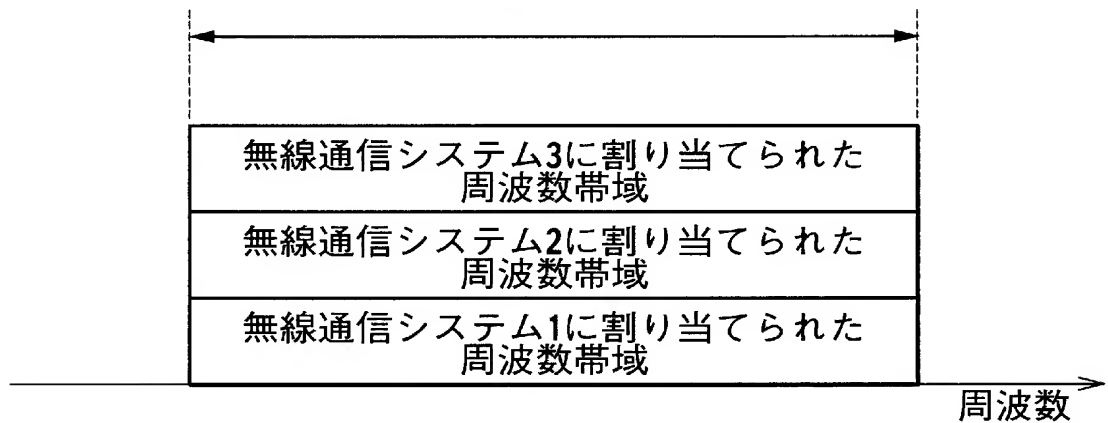 無線通信システム3に割り当てられた
周波数帯域
無線通信システム2に割り当てられた
周波数帯域
無線通信システム1に割り当てられた
周波数帯域
周波数